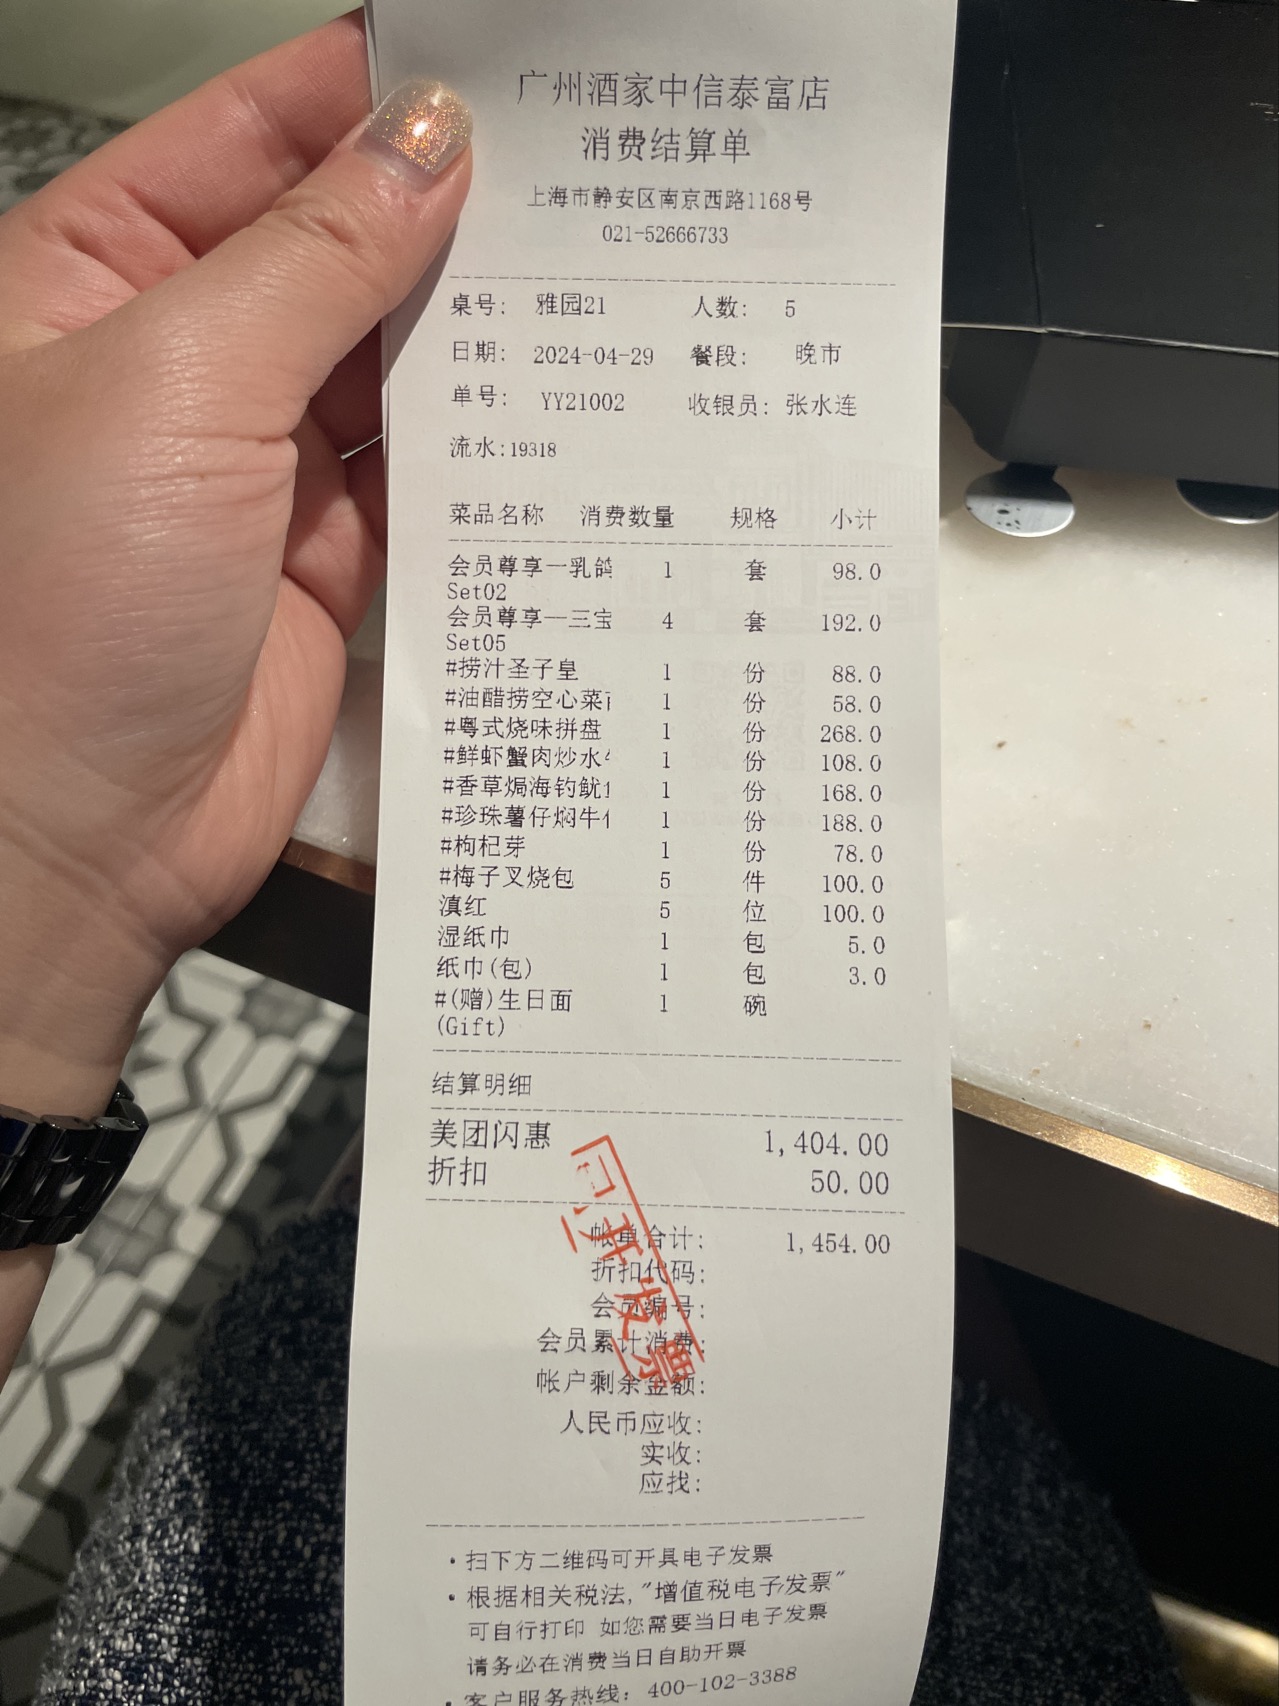 广州酒家中信泰富店
消费结算单
上海市静安区南京西路1168号
021-52666733
桌号: 雅园21 人数: 5
日期: 2024-04-29 餐段: 晚市
单号: YY21002 收银员: 张水连
流水:19318
菜品名称 消费数量 规格 小计
会员尊享一乳鸽 1 套 98.0
Set02
会员尊享一三宝 4 套 192.0
Set05
#捞汁圣子皇 1 份 88.0
#油醋捞空心菜 1 份 58.0
#粤式烧味拼盘 1 份 268.0
#鲜虾蟹肉炒水 1 份 108.0
#香草焗海钓鱿 1 份 168.0
#珍珠薯仔焖牛 1 份 188.0
#枸杞芽 1 份 78.0
#梅子叉烧包 5 件 100.0
滇红 5 位 100.0
湿纸巾 1 包 5.0
纸巾(包) 1 包 3.0
#(赠)生日面 1 碗
(Gift)
结算明细
美团闪惠 1,404.00
折扣 50.00
已开发票
帐单合计: 1,454.00
折扣代码:
会员编号:
会员累计消费:
帐户剩余金额:
人民币应收:
实收:
应找:
·扫下方二维码可开具电子发票
·根据相关税法,"增值税电子发票"
可自行打印 如您需要当日电子发票
请务必在消费当日自助开票
·客户服务热线: 400-102-3388